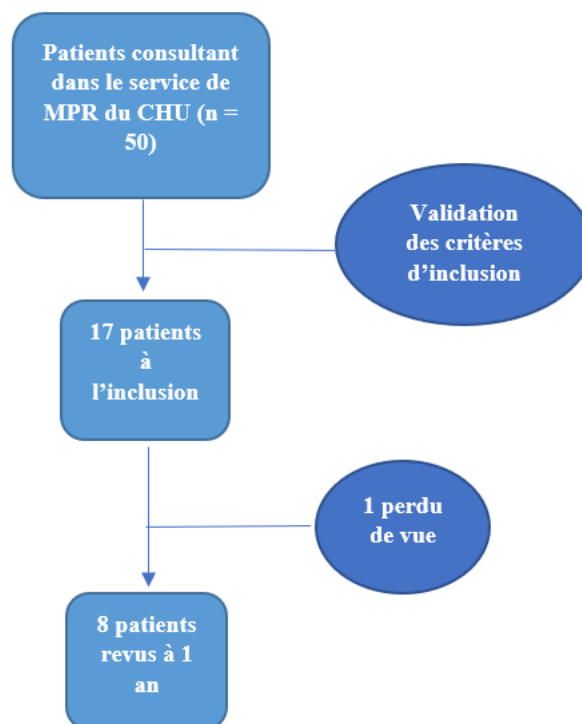 Patients consultant
dans le service de
MPR du CHU (n =
50)
Validation
des critères
d’inclusion
17 patients
à
l’inclusion
1 perdu
de vue
8 patients
revus à 1
an